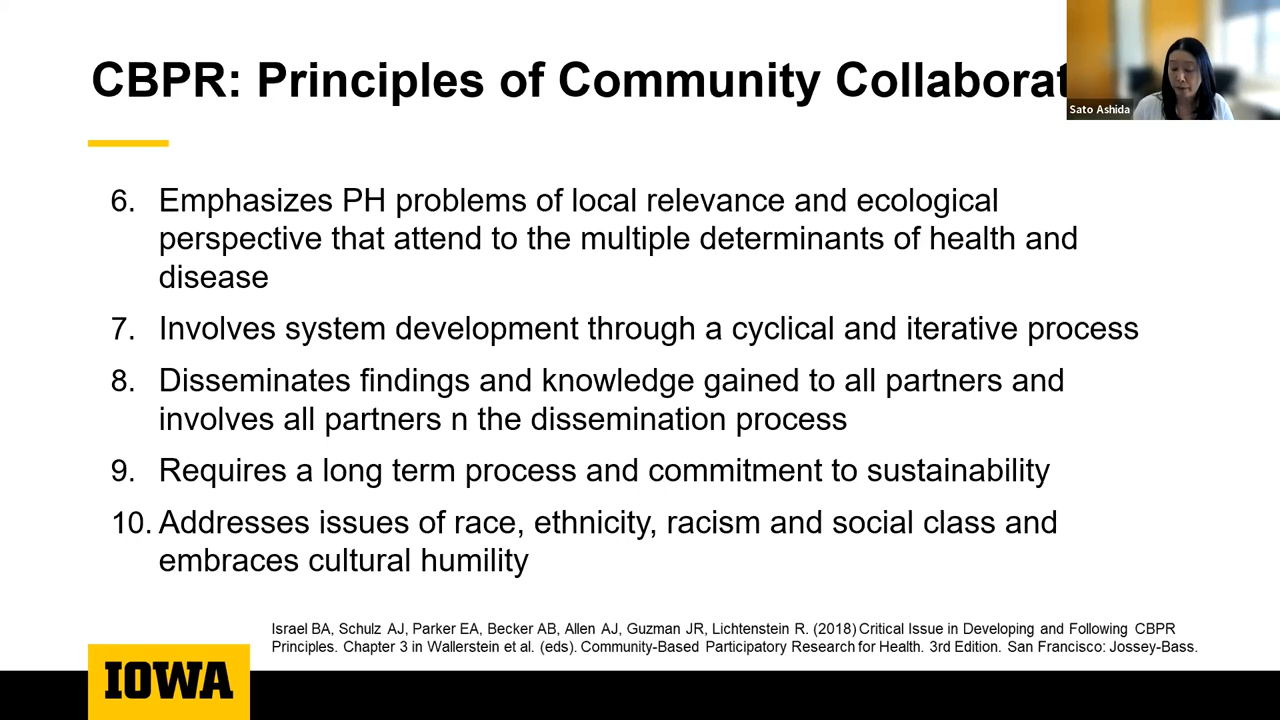 CBPR: Principles of Community Collaborat
Sato Ashida
6. Emphasizes PH problems of local relevance and ecological
perspective that attend to the multiple determinants of health and
disease
7. Involves system development through a cyclical and iterative process
8. Disseminates findings and knowledge gained to all partners and
involves all partners n the dissemination process
9. Requires a long term process and commitment to sustainability
10. Addresses issues of race, ethnicity, racism and social class and
embraces cultural humility
Israel BA, Schulz AJ, Parker EA, Becker AB, Allen AJ, Guzman JR, Lichtenstein R. (2018) Critical Issue in Developing and Following CBPR
Principles. Chapter 3 in Wallerstein et al. (eds). Community-Based Participatory Research for Health. 3rd Edition. San Francisco: Jossey-Bass.
IOWA